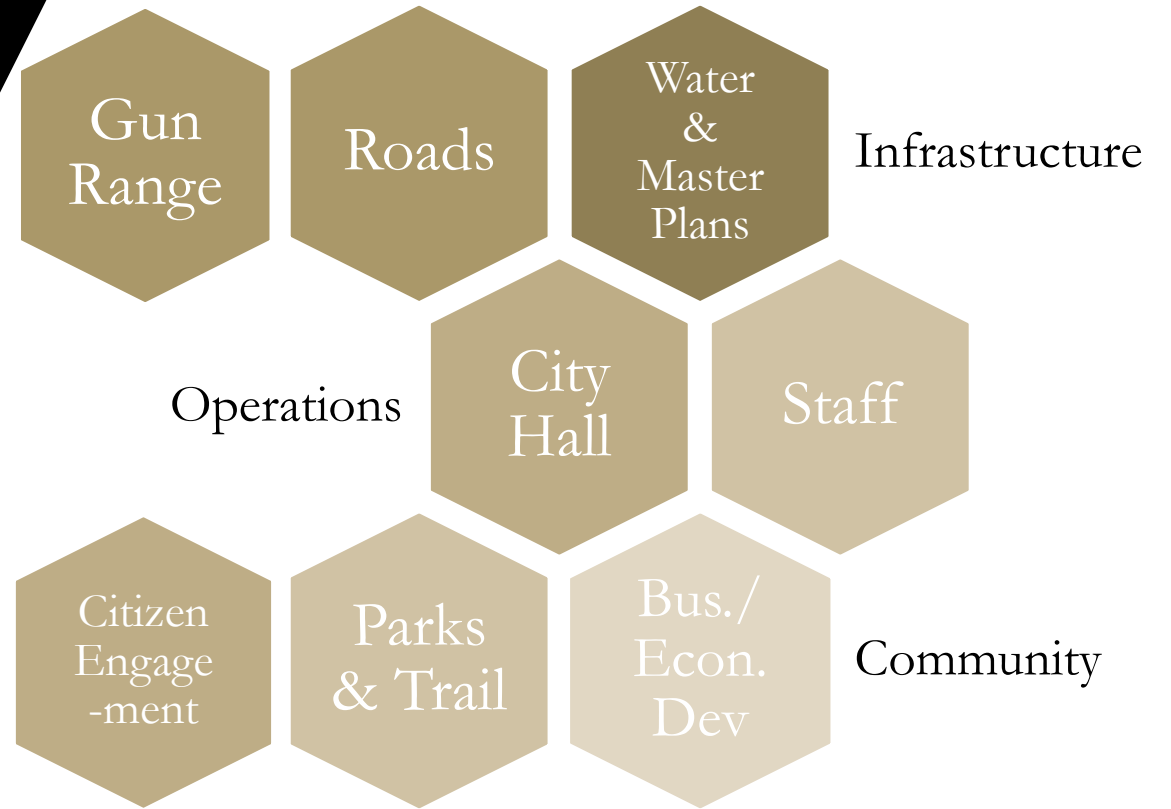 Gun
Range
Roads
Water
&
Master
Plans
Infrastructure
Operations
City
Hall
Staff
Citizen
Engage
-ment
Parks
& Trail
Bus./
Econ.
Dev
Community